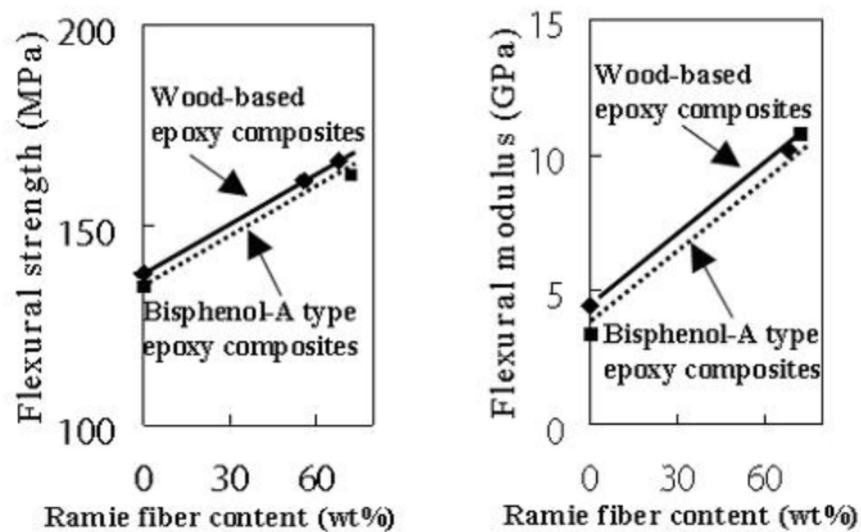 Flexural strength (MPa)
200
150
100
Wood-based
epoxy composites
Bisphenol-A type
epoxy composites
0 30 60
Ramie fiber content (wt%)
Flexural modulus (GPa)
15
10
5
0
Wood-based
epoxy composites
Bisphenol-A type
epoxy composites
0 30 60
Ramie fiber content (wt%)